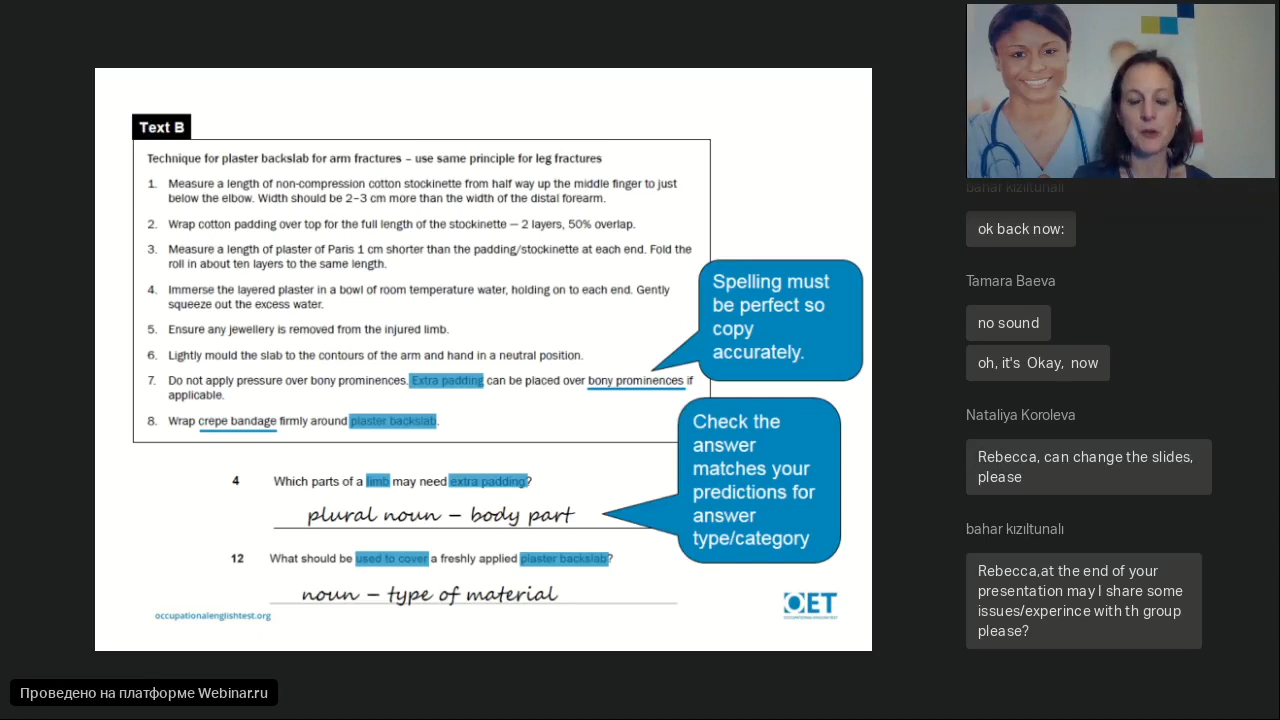 Text B
Technique for plaster backslab for arm fractures – use same principle for leg fractures
1. Measure a length of non-compression cotton stockinette from half way up the middle finger to just
below the elbow. Width should be 2–3 cm more than the width of the distal forearm.
2. Wrap cotton padding over top for the full length of the stockinette — 2 layers, 50% overlap.
3. Measure a length of plaster of Paris 1 cm shorter than the padding/stockinette at each end. Fold the
roll in about ten layers to the same length.
4. Immerse the layered plaster in a bowl of room temperature water, holding on to each end. Gently
squeeze out the excess water.
5. Ensure any jewellery is removed from the injured limb.
6. Lightly mould the slab to the contours of the arm and hand in a neutral position.
7. Do not apply pressure over bony prominences. Extra padding can be placed over bony prominences if
applicable.
8. Wrap crepe bandage firmly around plaster backslab.
Spelling must
be perfect so
copy
accurately.
Check the
answer
matches your
predictions for
answer
type/category
4 Which parts of a limb may need extra padding?
plural noun – body part
12 What should be used to cover a freshly applied plaster backslab?
noun – type of material
occupationalenglishtest.org
OET
Проведено на платформе Webinar.ru
bahar kızıltunalı
ok back now:
Tamara Baeva
no sound
oh, it's Okay, now
Nataliya Koroleva
Rebecca, can change the slides,
please
bahar kızıltunalı
Rebecca,at the end of your
presentation may I share some
issues/experince with th group
please?